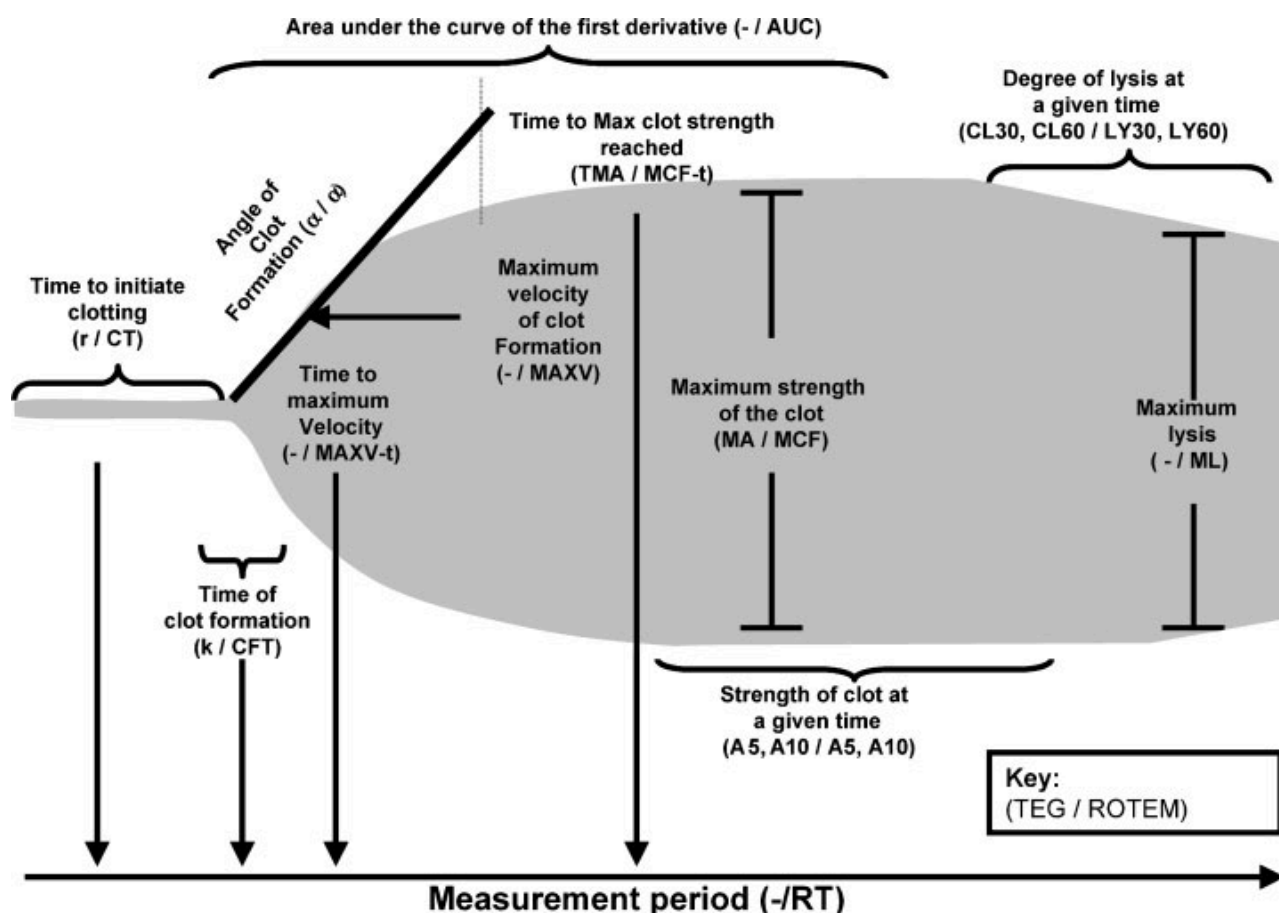 Area under the curve of the first derivative (- / AUC)
Degree of lysis at
a given time
(CL30, CL60 / LY30, LY60)
Time to Max clot strength
reached
(TMA / MCF-t)
Angle of
Clot
Formation (α / α)
Time to initiate
clotting
(r / CT)
Maximum
velocity
of clot
Formation
(- / MAXV)
Time to
maximum
Velocity
(- / MAXV-t)
Maximum strength
of the clot
(MA / MCF)
Maximum
lysis
( - / ML)
Time of
clot formation
(k / CFT)
Strength of clot at
a given time
(A5, A10 / A5, A10)
Key:
(TEG / ROTEM)
Measurement period (-/RT)